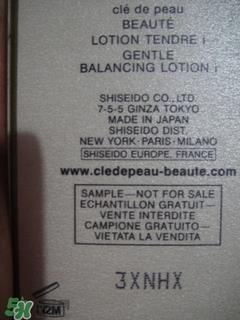 clé de peau
BEAUTÉ
LOTION TENDRE i
GENTLE
BALANCING LOTION i
SHISEIDO CO., LTD.
7-5-5 GINZA TOKYO
MADE IN JAPAN
SHISEIDO DIST.
NEW YORK-PARIS-MILANO
SHISEIDO EUROPE, FRANCE
www.cledepeau-beaute.com
SAMPLE—NOT FOR SALE
ECHANTILLON GRATUIT—
VENTE INTERDITE
CAMPIONE GRATUITO—
VIETATA LA VENDITA
3XNHX
12M